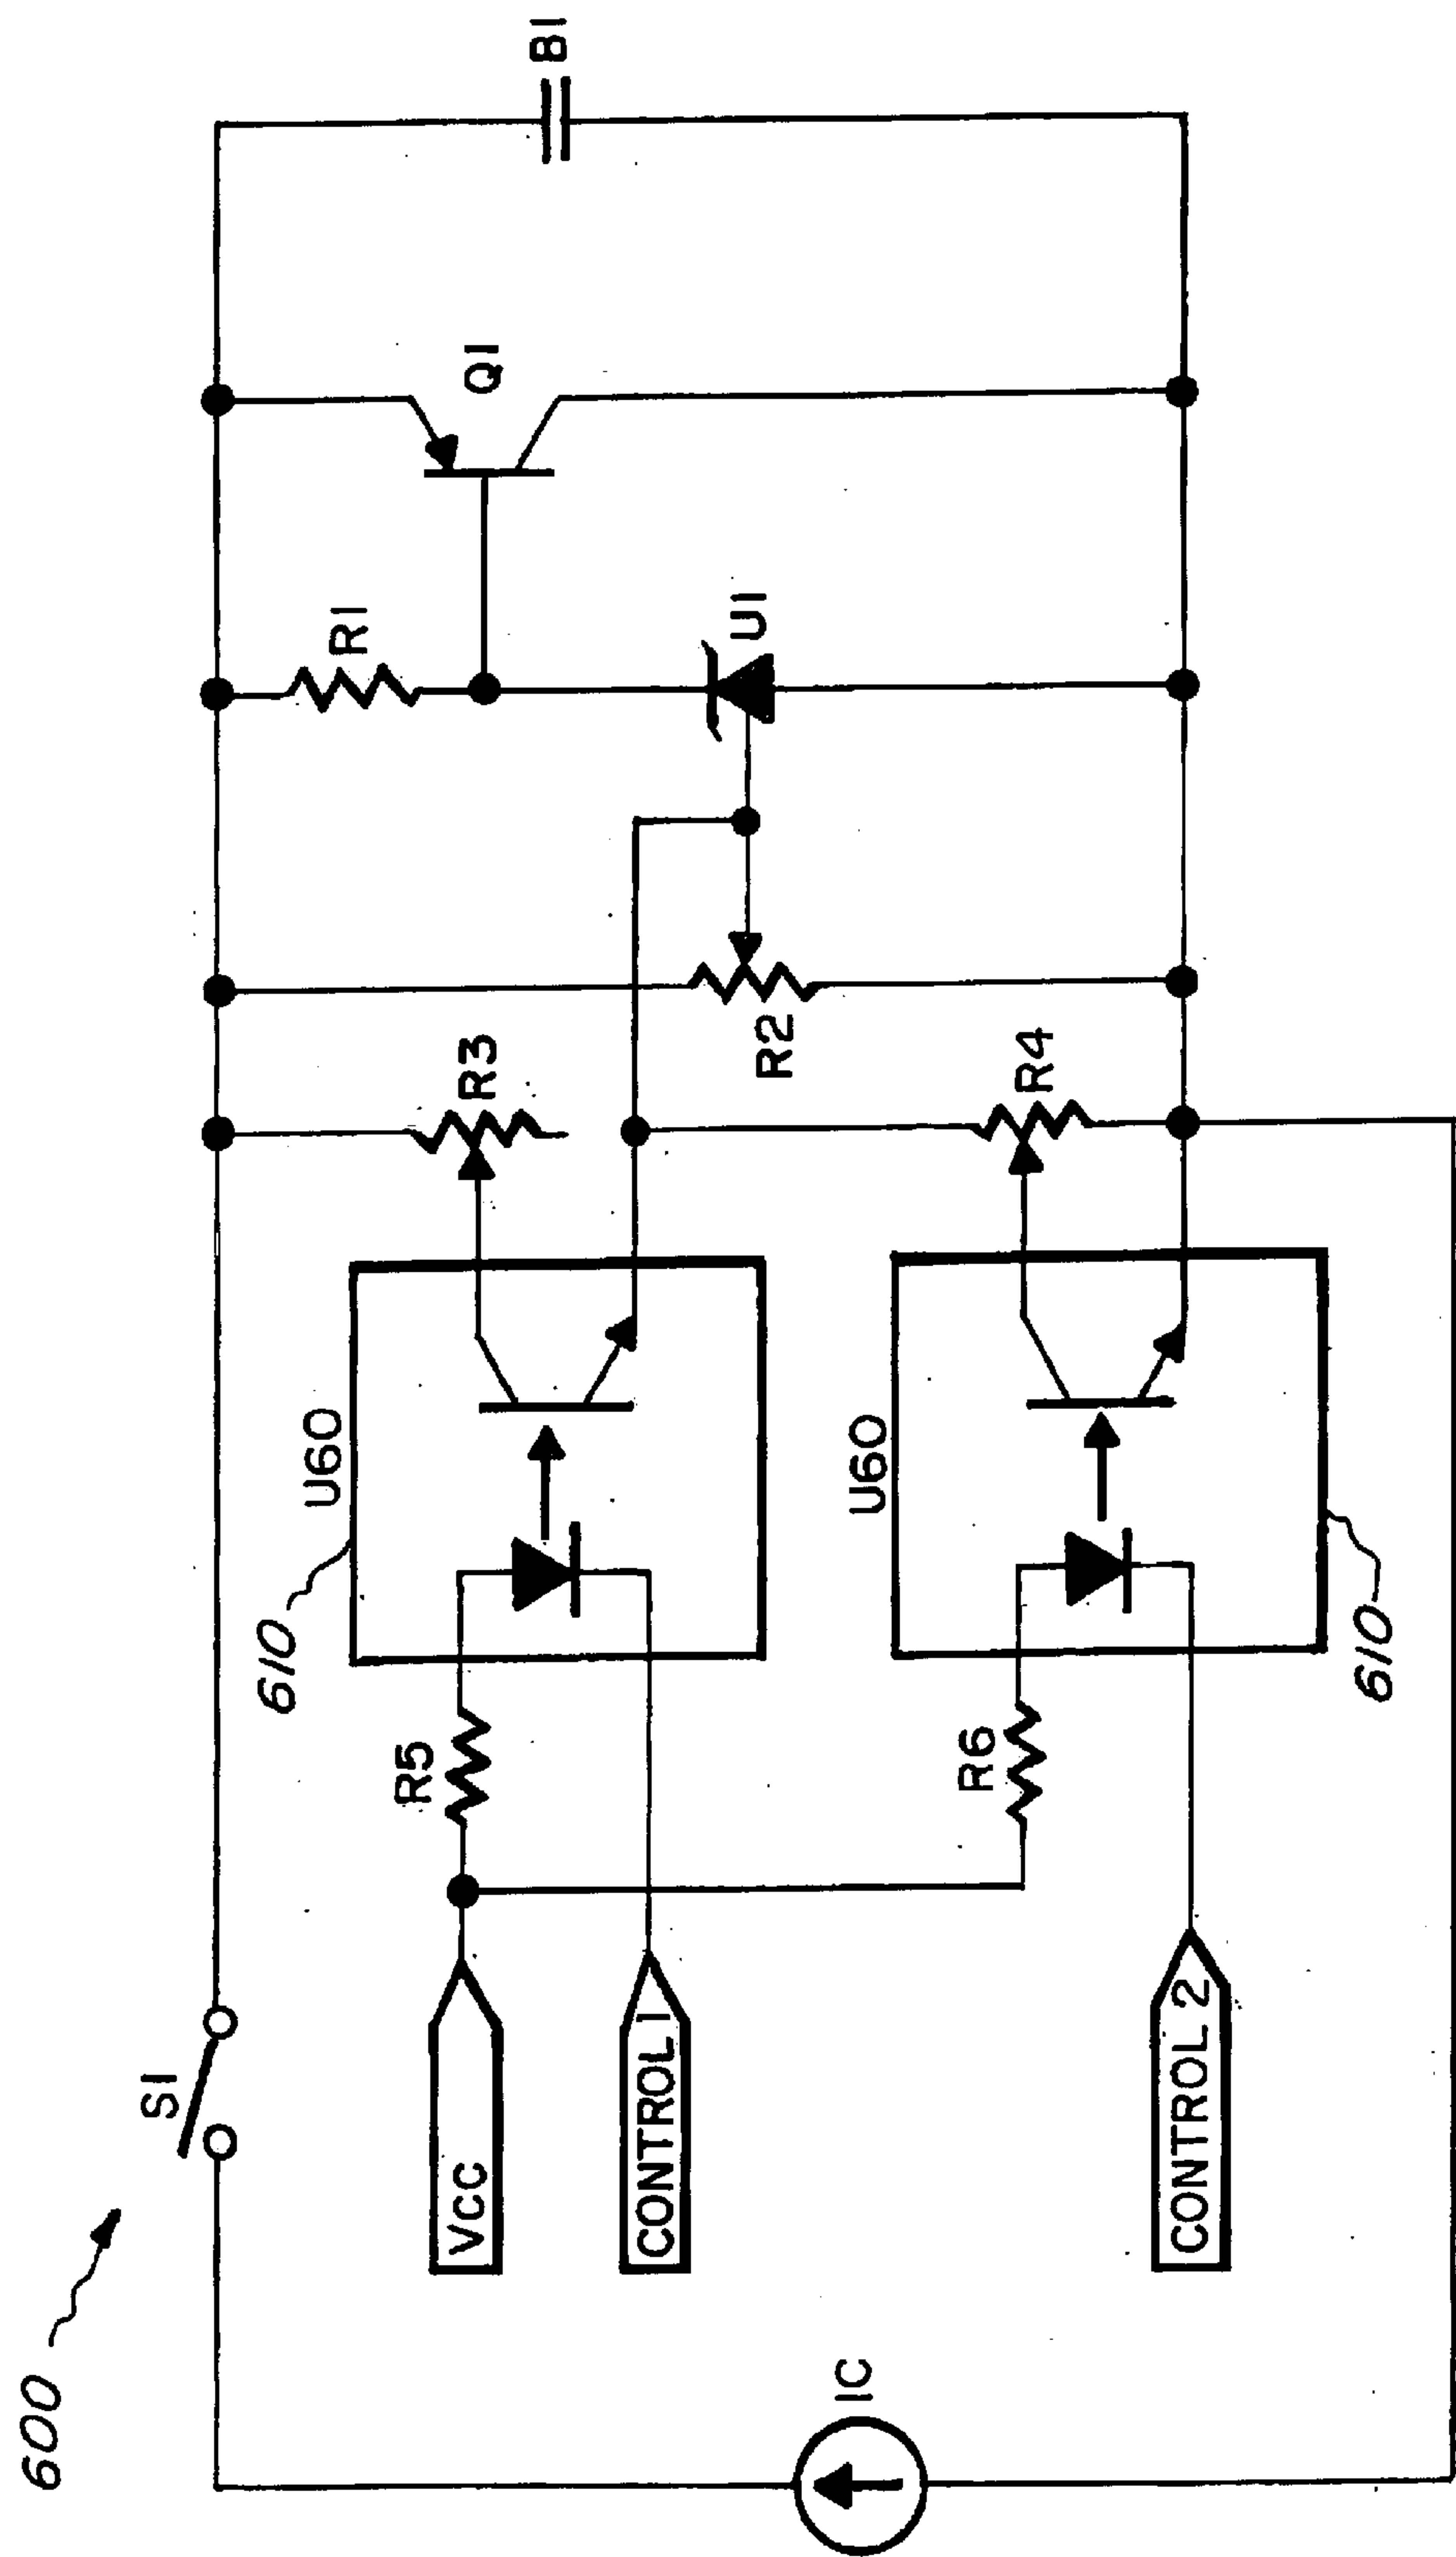 600
S1
B1
Q1
R1
U1
R3
R2
R4
U60
610
U60
610
R5
R6
VCC
CONTROL 1
CONTROL 2
IC